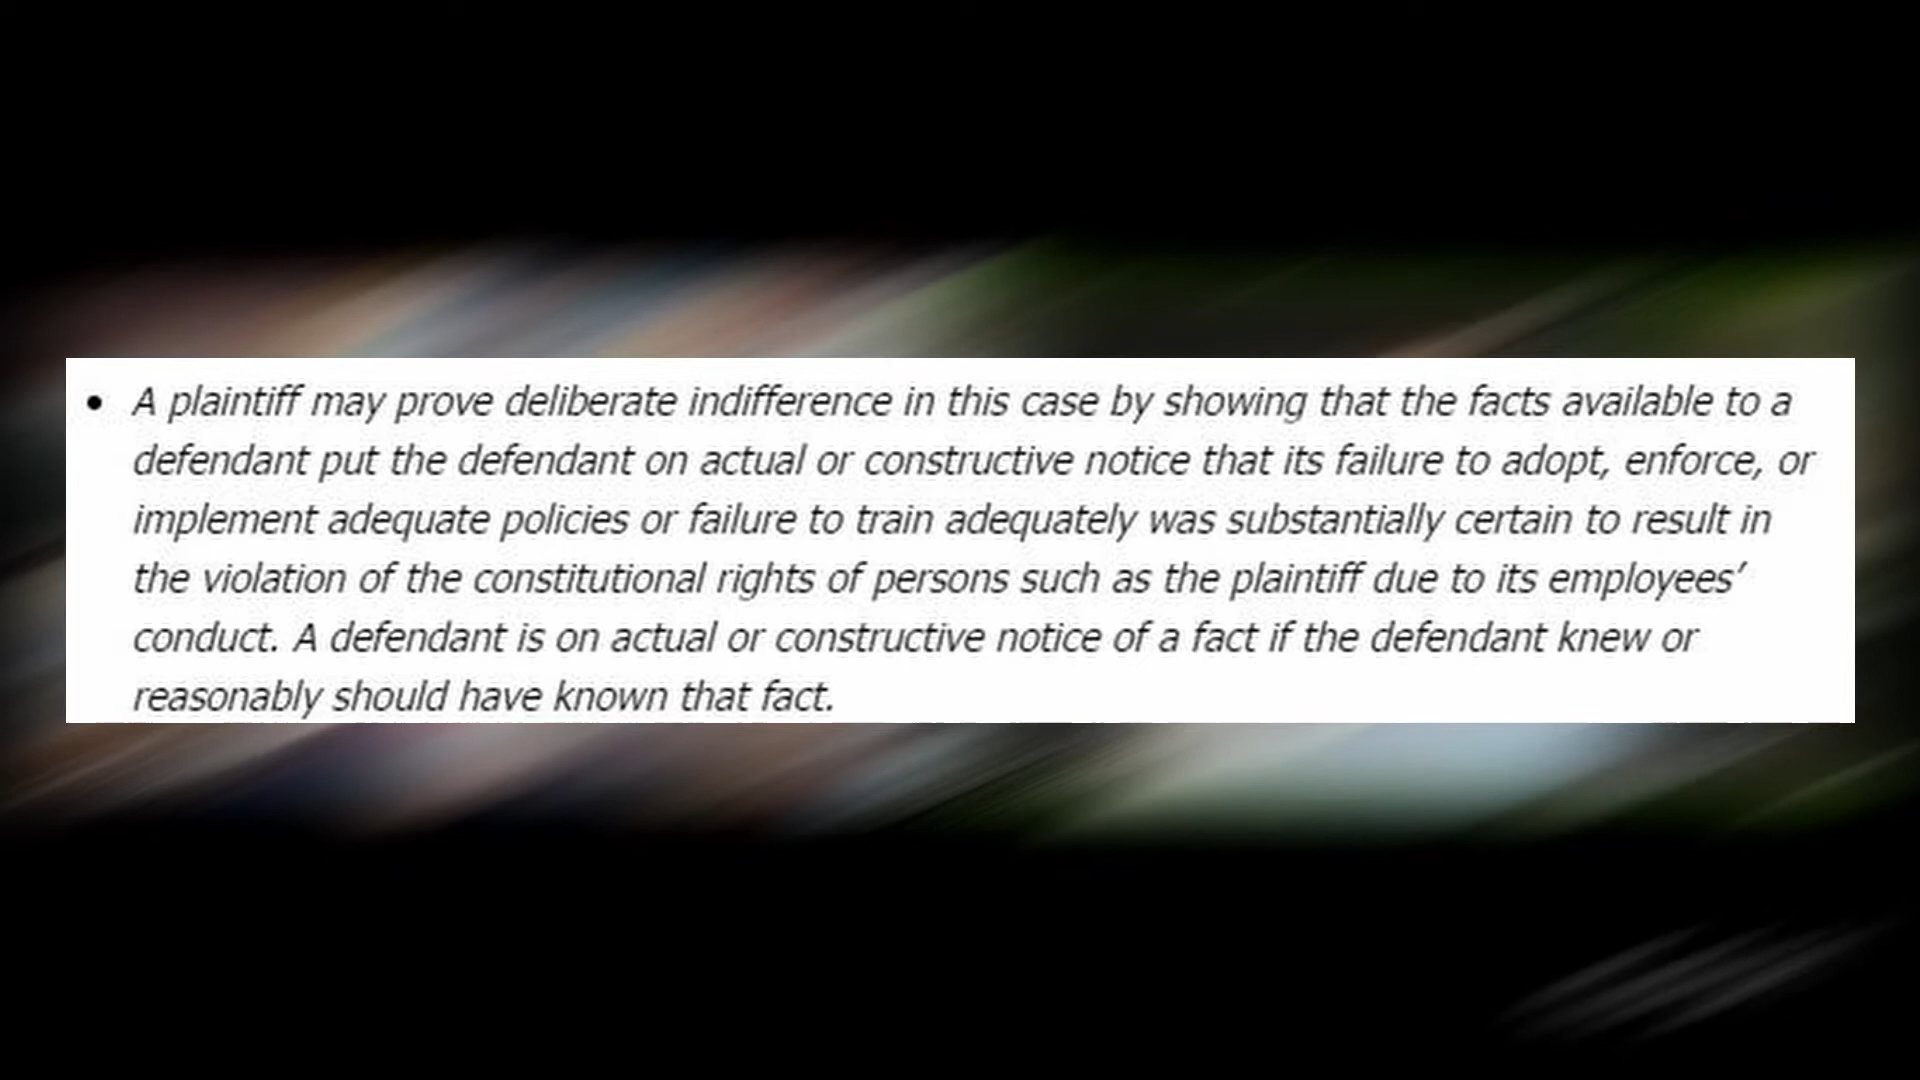 • A plaintiff may prove deliberate indifference in this case by showing that the facts available to a
defendant put the defendant on actual or constructive notice that its failure to adopt, enforce, or
implement adequate policies or failure to train adequately was substantially certain to result in
the violation of the constitutional rights of persons such as the plaintiff due to its employees’
conduct. A defendant is on actual or constructive notice of a fact if the defendant knew or
reasonably should have known that fact.